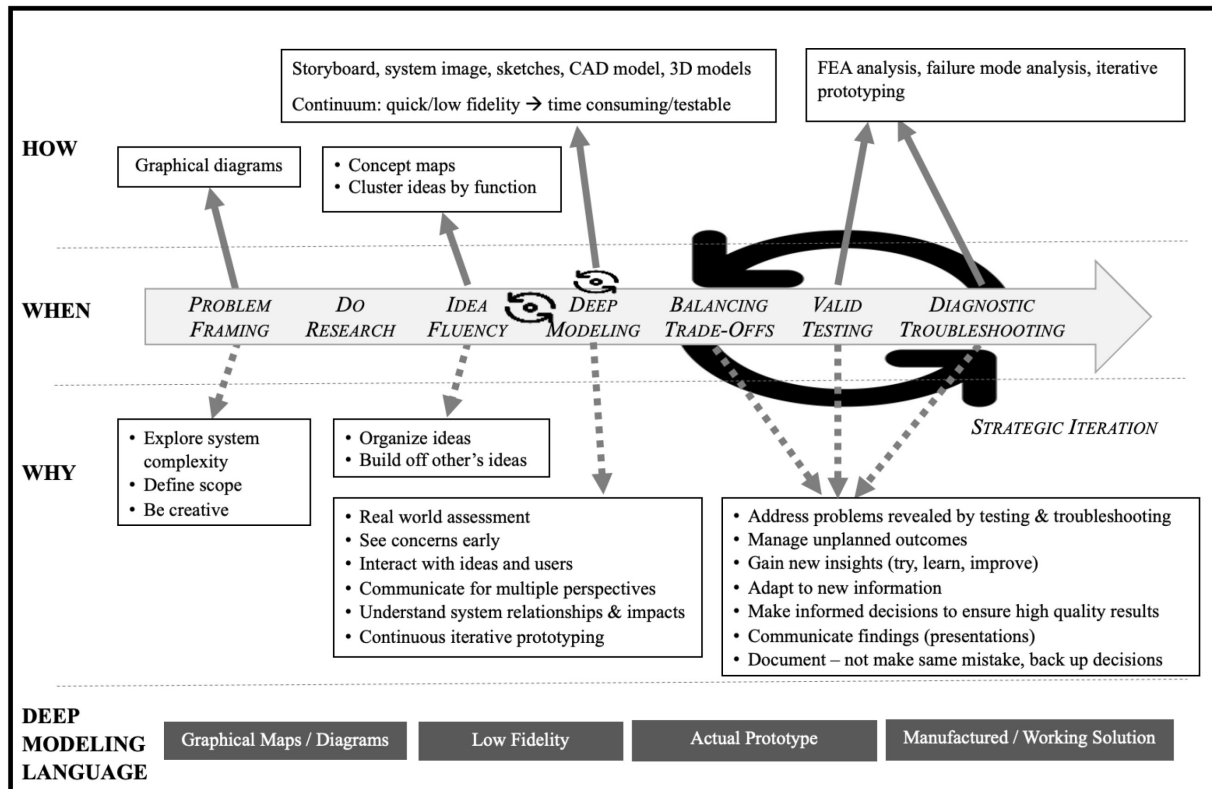 Storyboard, system image, sketches, CAD model, 3D models
Continuum: quick/low fidelity → time consuming/testable
FEA analysis, failure mode analysis, iterative
prototyping
HOW
Graphical diagrams
• Concept maps
• Cluster ideas by function
WHEN
PROBLEM
FRAMING
DO
RESEARCH
IDEA
FLUENCY
DEEP
MODELING
BALANCING
TRADE-OFFS
VALID
TESTING
DIAGNOSTIC
TROUBLESHOOTING
STRATEGIC ITERATION
WHY
• Explore system
complexity
• Define scope
• Be creative
• Organize ideas
• Build off other's ideas
• Real world assessment
• See concerns early
• Interact with ideas and users
• Communicate for multiple perspectives
• Understand system relationships & impacts
• Continuous iterative prototyping
• Address problems revealed by testing & troubleshooting
• Manage unplanned outcomes
• Gain new insights (try, learn, improve)
• Adapt to new information
• Make informed decisions to ensure high quality results
• Communicate findings (presentations)
• Document – not make same mistake, back up decisions
DEEP
MODELING
LANGUAGE
Graphical Maps / Diagrams
Low Fidelity
Actual Prototype
Manufactured / Working Solution